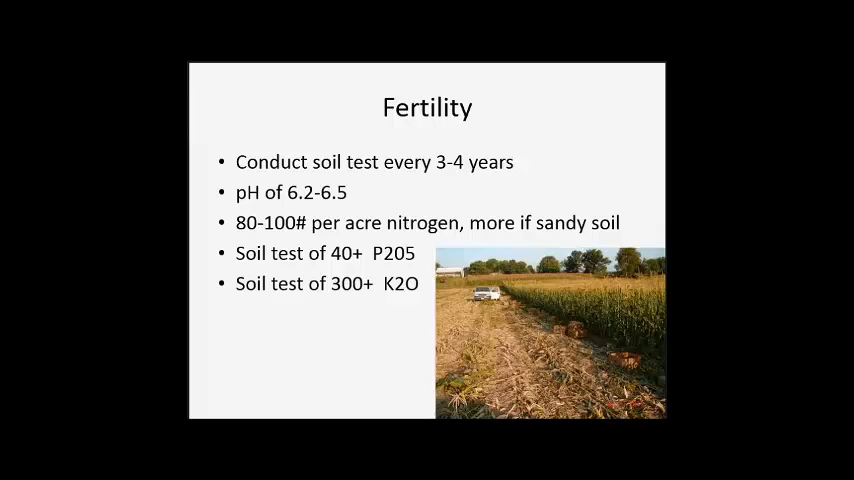 Fertility
• Conduct soil test every 3-4 years
• pH of 6.2-6.5
• 80-100# per acre nitrogen, more if sandy soil
• Soil test of 40+  P205
• Soil test of 300+  K2O